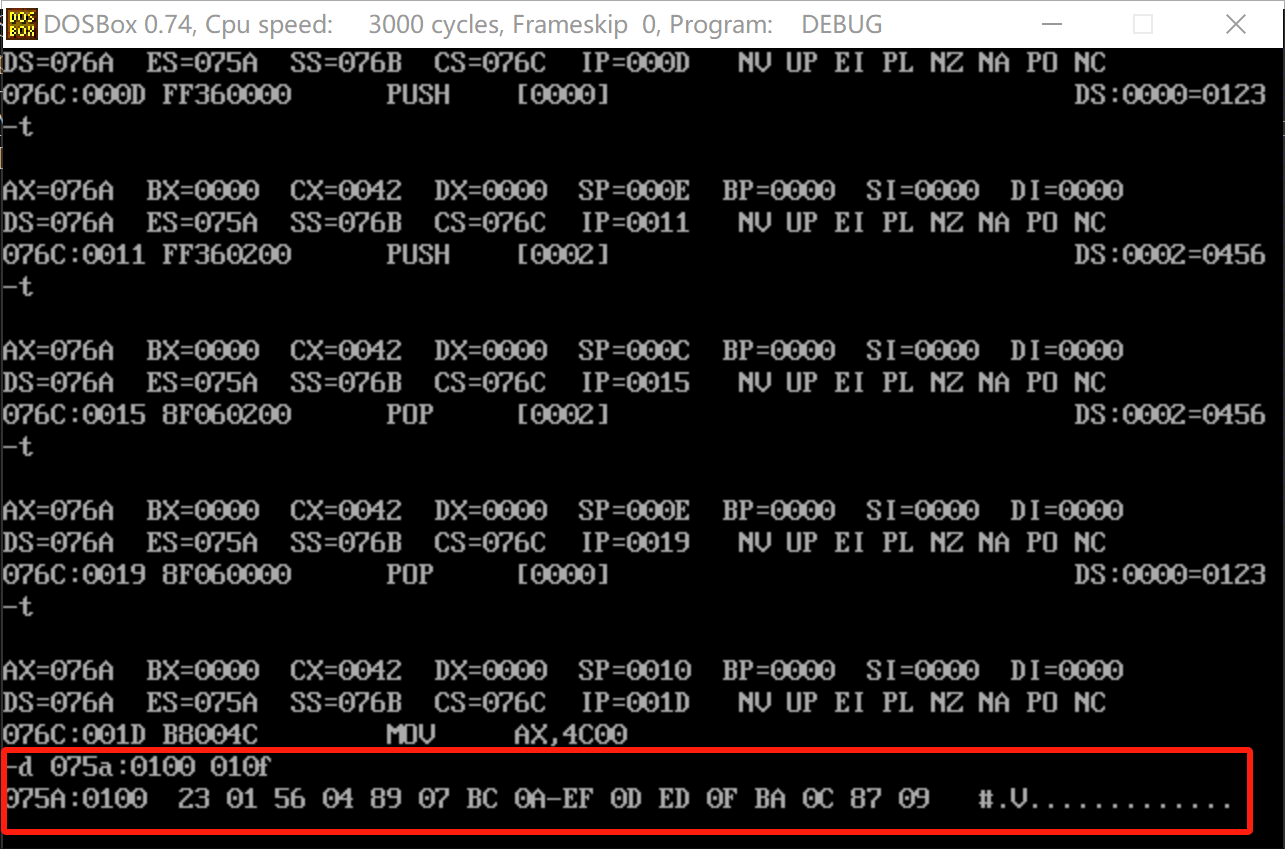 DOS BOX DOSBox 0.74, Cpu speed: 3000 cycles, Frameskip 0, Program: DEBUG
DS=076A ES=075A SS=076B CS=076C IP=000D NV UP EI PL NZ NA PO NC
076C:000D FF360000 PUSH [0000] DS:0000=0123
-t
AX=076A BX=0000 CX=0042 DX=0000 SP=000E BP=0000 SI=0000 DI=0000
DS=076A ES=075A SS=076B CS=076C IP=0011 NV UP EI PL NZ NA PO NC
076C:0011 FF360200 PUSH [0002] DS:0002=0456
-t
AX=076A BX=0000 CX=0042 DX=0000 SP=000C BP=0000 SI=0000 DI=0000
DS=076A ES=075A SS=076B CS=076C IP=0015 NV UP EI PL NZ NA PO NC
076C:0015 8F060200 POP [0002] DS:0002=0456
-t
AX=076A BX=0000 CX=0042 DX=0000 SP=000E BP=0000 SI=0000 DI=0000
DS=076A ES=075A SS=076B CS=076C IP=0019 NV UP EI PL NZ NA PO NC
076C:0019 8F060000 POP [0000] DS:0000=0123
-t
AX=076A BX=0000 CX=0042 DX=0000 SP=0010 BP=0000 SI=0000 DI=0000
DS=076A ES=075A SS=076B CS=076C IP=001D NV UP EI PL NZ NA PO NC
076C:001D B8004C MOV AX,4C00
-d 075a:0100 010f
075A:0100 23 01 56 04 89 07 BC 0A-EF 0D ED 0F BA 0C 87 09 #.V.............